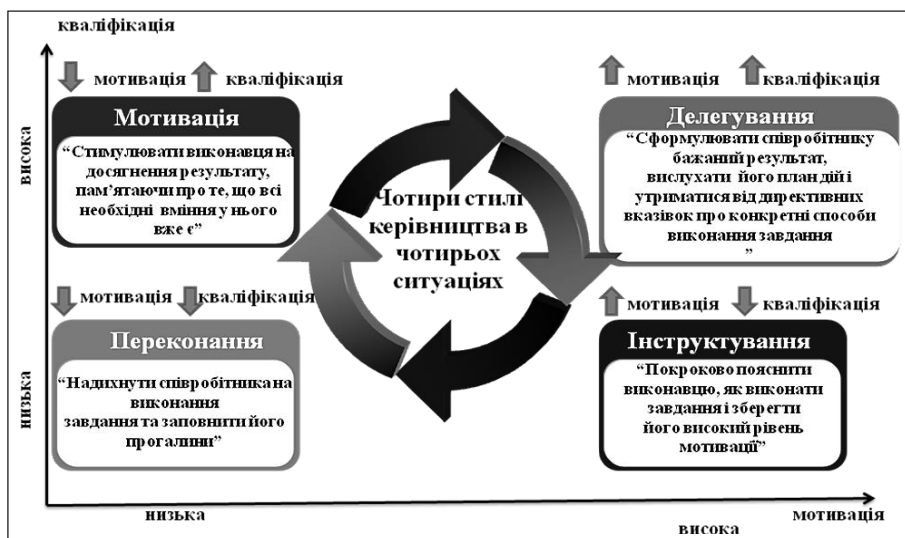 кваліфікація
мотивація кваліфікація
мотивація кваліфікація
Мотивація
“Стимулювати виконавця на
досягнення результату,
пам’ятаючи про те, що всі
необхідні вміння у нього
вже є”
Делегування
“Сформулювати співробітнику
бажаний результат,
вислухати його план дій і
утриматися від директивних
вказівок про конкретні способи
виконання завдання
”
висока
Чотири стилі
керівництва в
чотирьох
ситуаціях
мотивація кваліфікація
мотивація кваліфікація
Переконання
“Надихнути співробітника на
виконання
завдання та заповнити його
прогалини”
Інструктування
“Покроково пояснити
виконавцю, як виконати
завдання і зберегти
його високий рівень
мотивації”
низька
низька
висока
мотивація